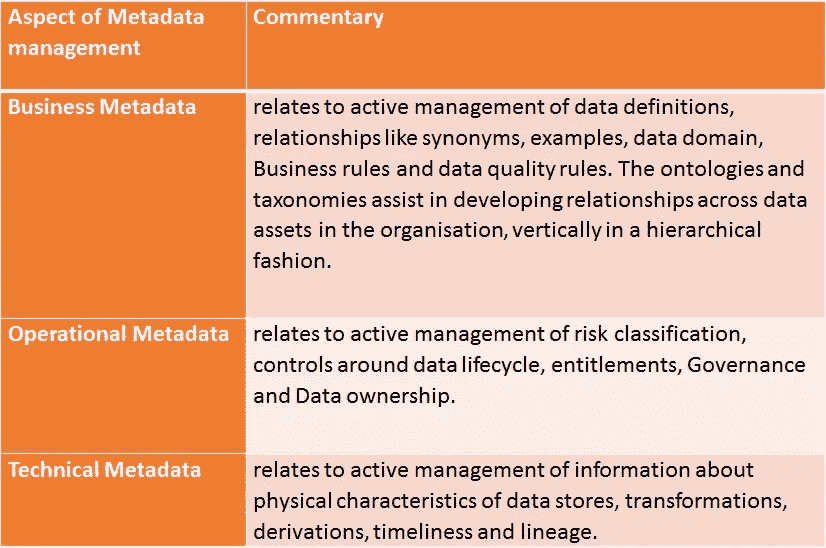 Aspect of Metadata
management
Commentary
Business Metadata
relates to active management of data definitions,
relationships like synonyms, examples, data domain,
Business rules and data quality rules. The ontologies and
taxonomies assist in developing relationships across data
assets in the organisation, vertically in a hierarchical
fashion.
Operational Metadata
relates to active management of risk classification,
controls around data lifecycle, entitlements, Governance
and Data ownership.
Technical Metadata
relates to active management of information about
physical characteristics of data stores, transformations,
derivations, timeliness and lineage.